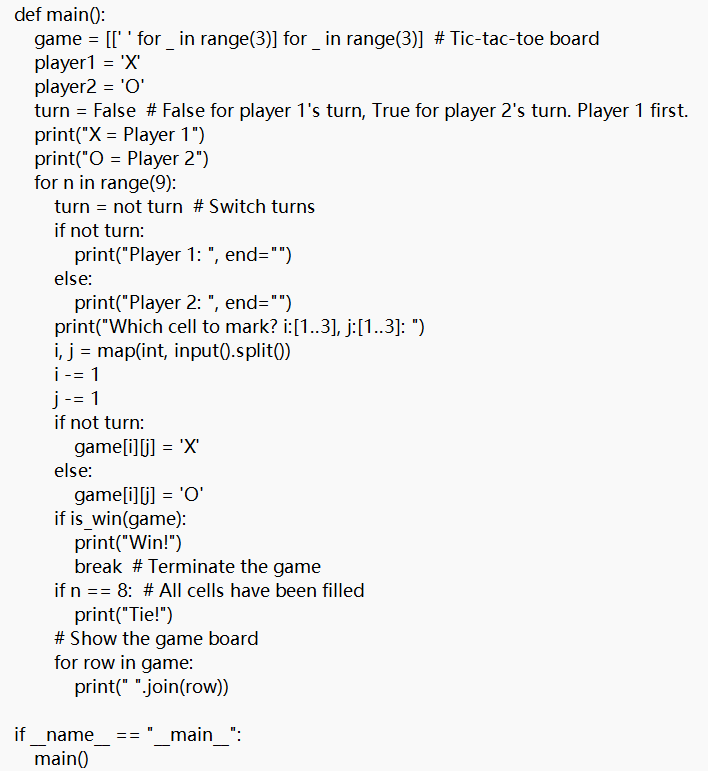 def main():
    game = [[' ' for _ in range(3)] for _ in range(3)]  # Tic-tac-toe board
    player1 = 'X'
    player2 = 'O'
    turn = False  # False for player 1's turn, True for player 2's turn. Player 1 first.
    print("X = Player 1")
    print("O = Player 2")
    for n in range(9):
        turn = not turn  # Switch turns
        if not turn:
            print("Player 1: ", end="")
        else:
            print("Player 2: ", end="")
        print("Which cell to mark? i:[1..3], j:[1..3]: ")
        i, j = map(int, input().split())
        i -= 1
        j -= 1
        if not turn:
            game[i][j] = 'X'
        else:
            game[i][j] = 'O'
        if is_win(game):
            print("Win!")
            break  # Terminate the game
        if n == 8:  # All cells have been filled
            print("Tie!")
        # Show the game board
        for row in game:
            print(" ".join(row))

if __name__ == "__main__":
    main()